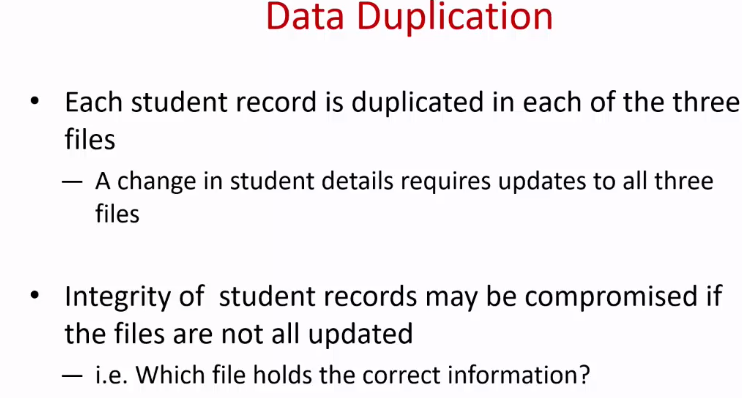 Data Duplication
• Each student record is duplicated in each of the three
files
— A change in student details requires updates to all three
files
• Integrity of  student records may be compromised if
the files are not all updated
— i.e. Which file holds the correct information?